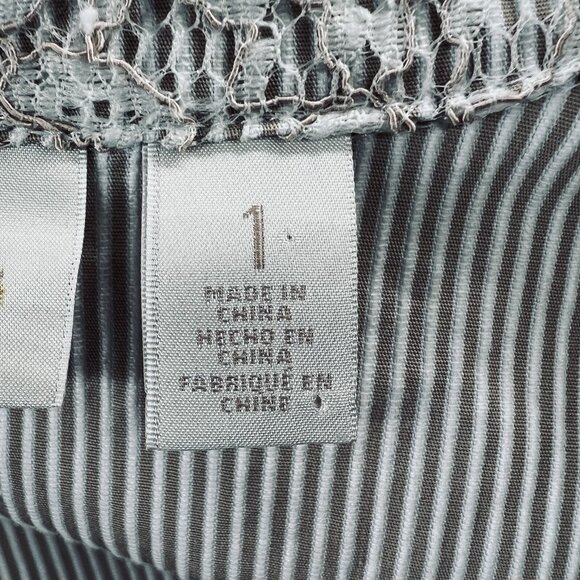 1
MADE IN
CHINA
HECHO EN
CHINA
FABRIQUÉ EN
CHINE